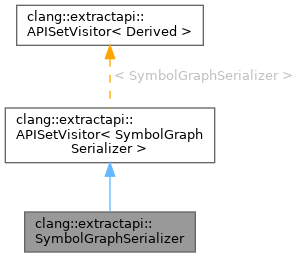 clang::extractapi::
APISetVisitor< Derived >
< SymbolGraphSerializer >
clang::extractapi::
APISetVisitor< SymbolGraph
Serializer >
clang::extractapi::
SymbolGraphSerializer